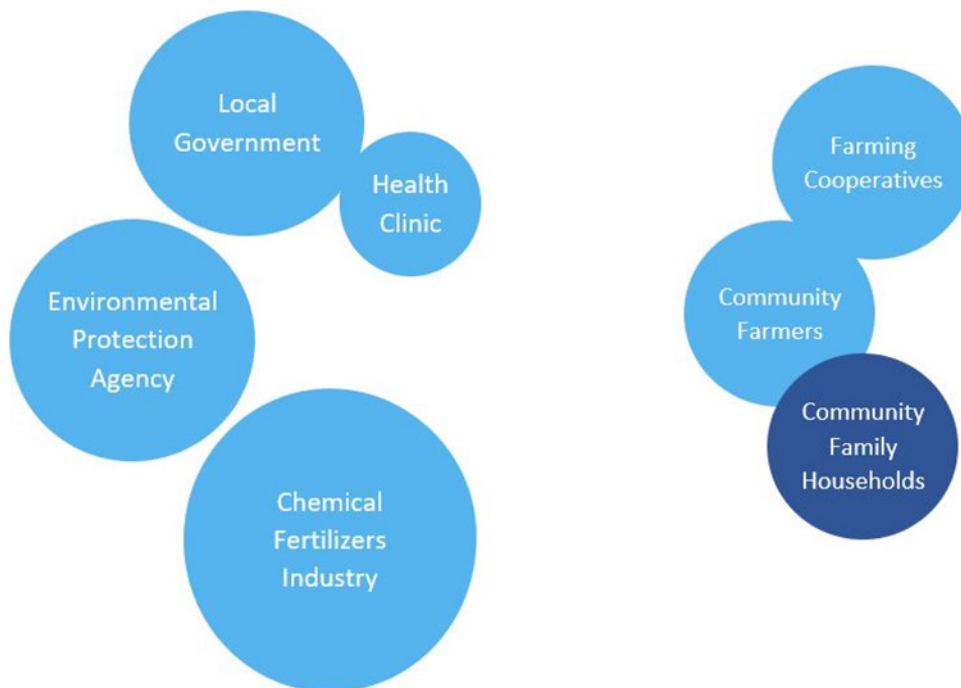 Local
Government
Health
Clinic
Environmental
Protection
Agency
Chemical
Fertilizers
Industry
Farming
Cooperatives
Community
Farmers
Community
Family
Households